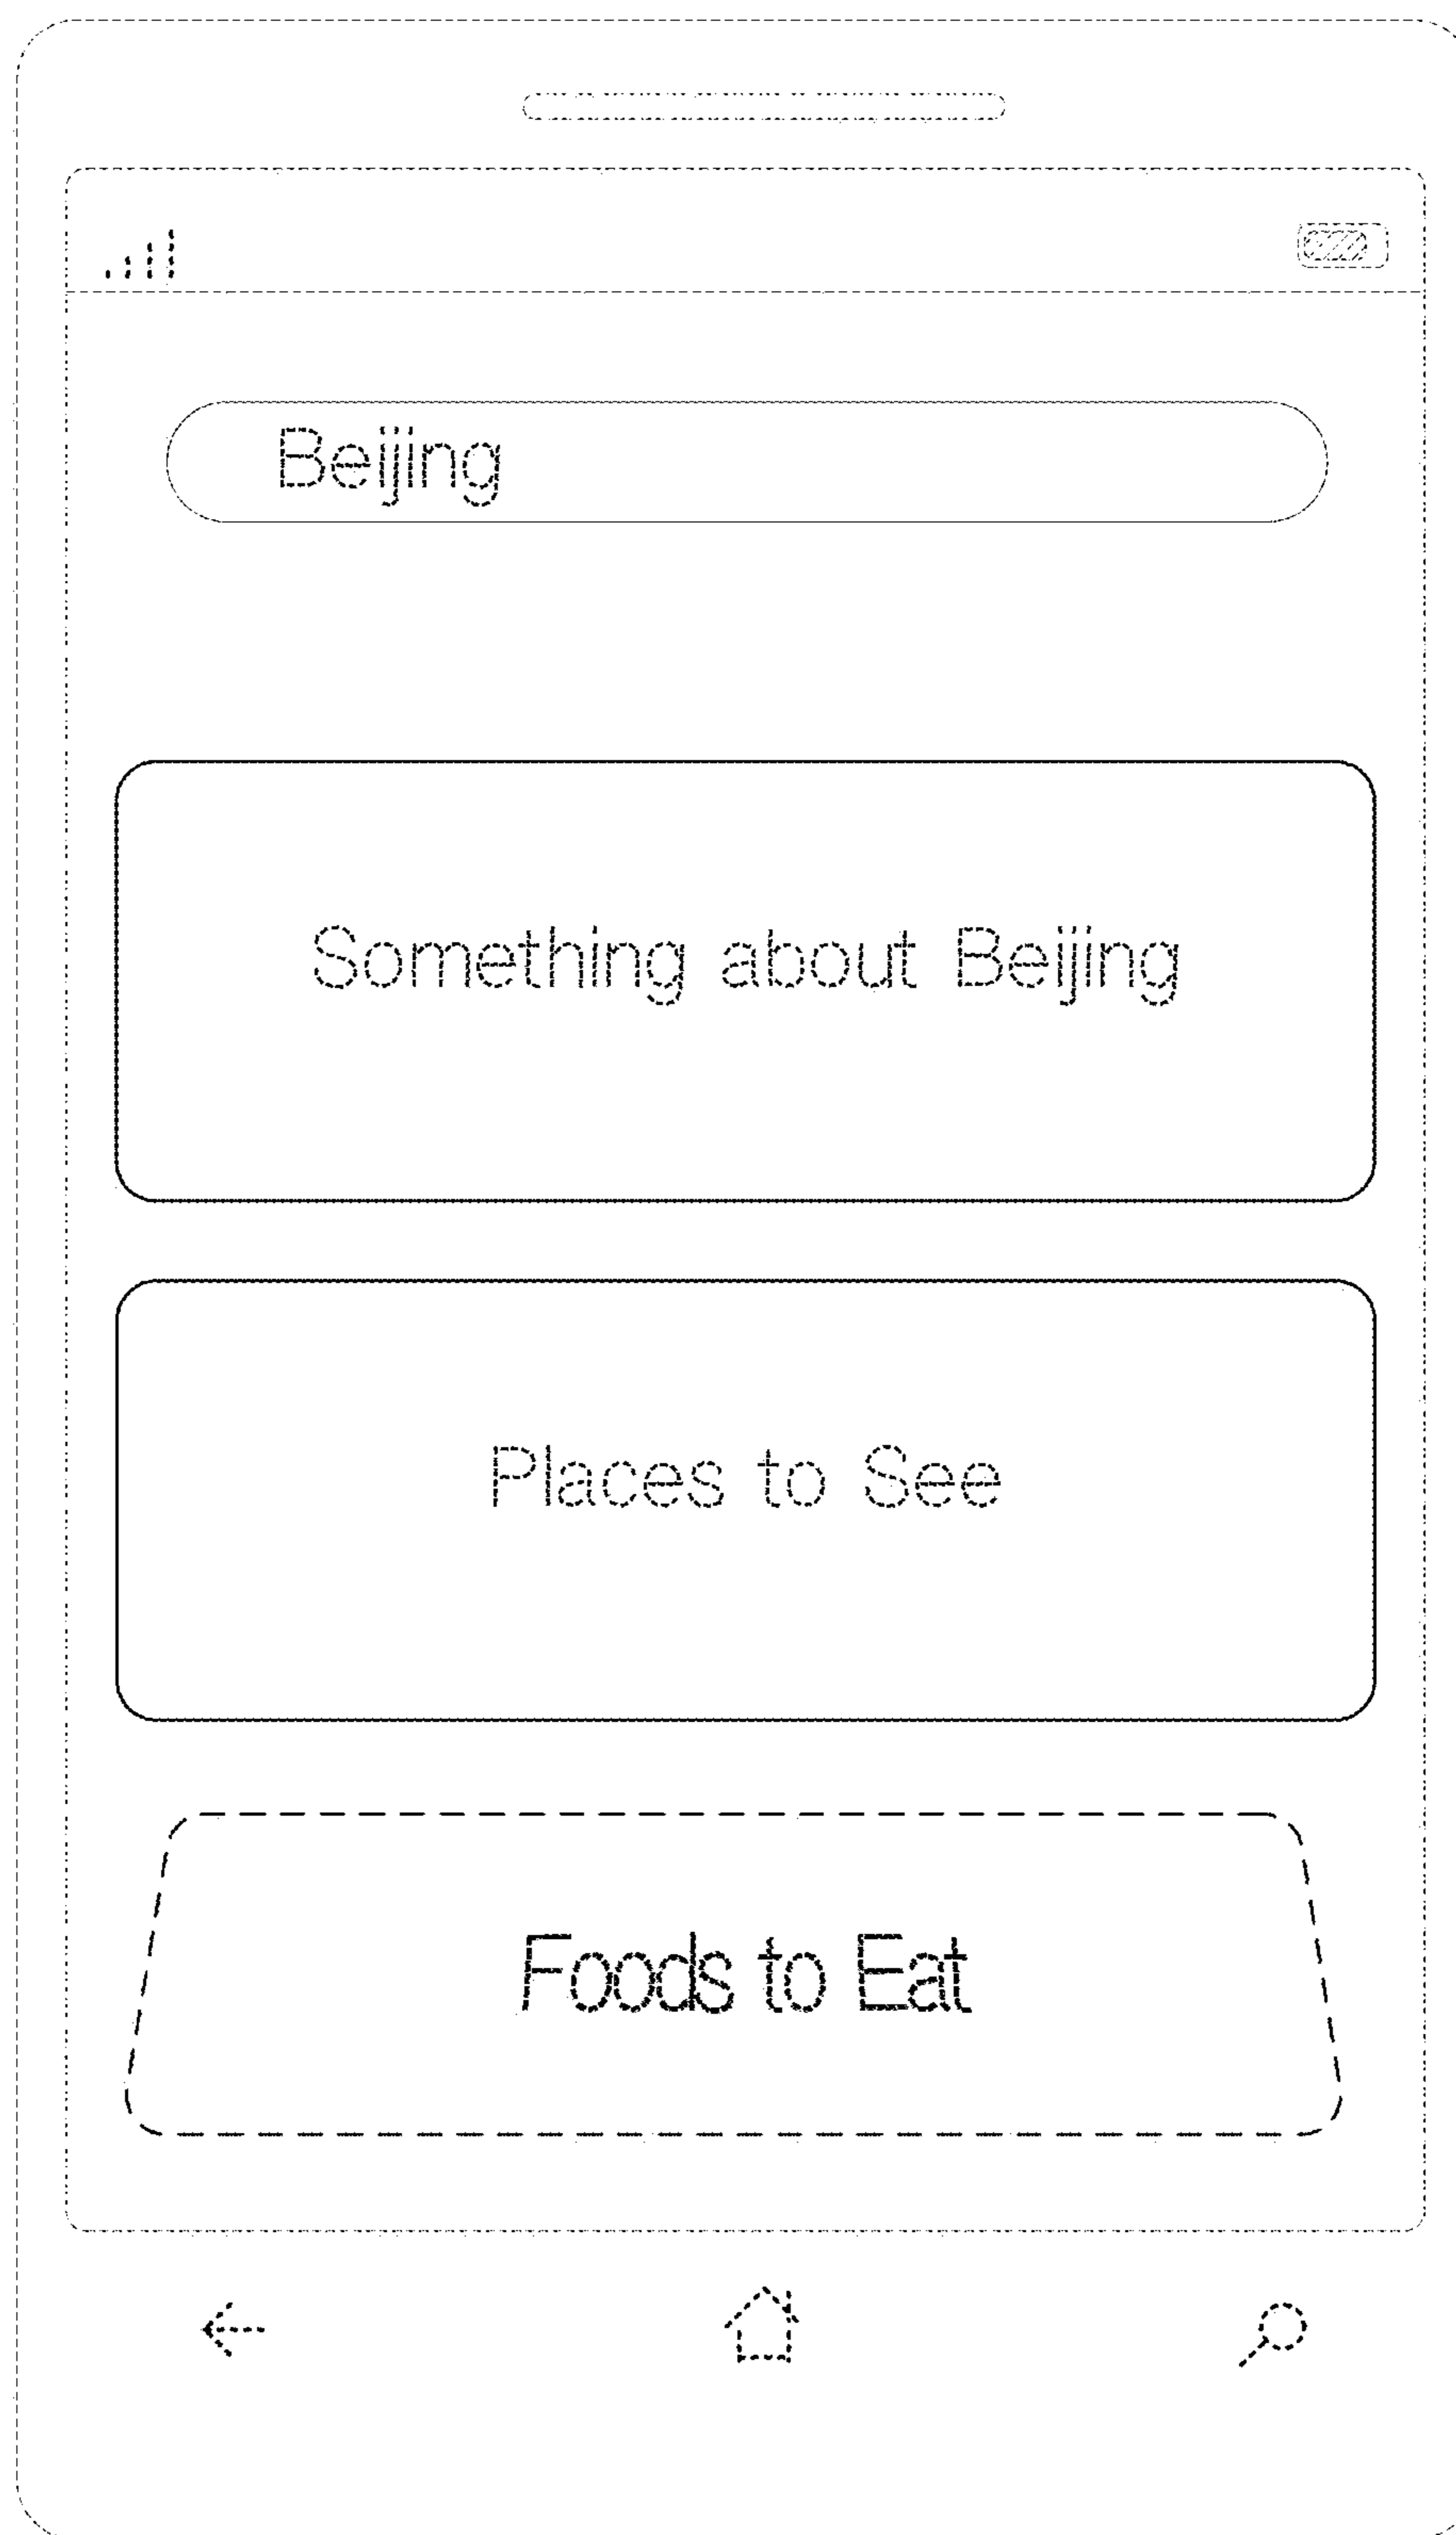 Beijing
Something about Beijing
Places to See
Foods to Eat